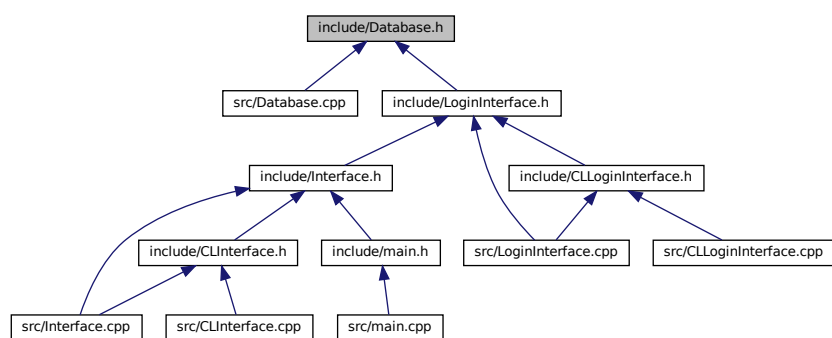 include/Database.h
src/Database.cpp
include/LoginInterface.h
include/Interface.h
include/CLLoginInterface.h
include/CLInterface.h
include/main.h
src/LoginInterface.cpp
src/CLLoginInterface.cpp
src/Interface.cpp
src/CLInterface.cpp
src/main.cpp